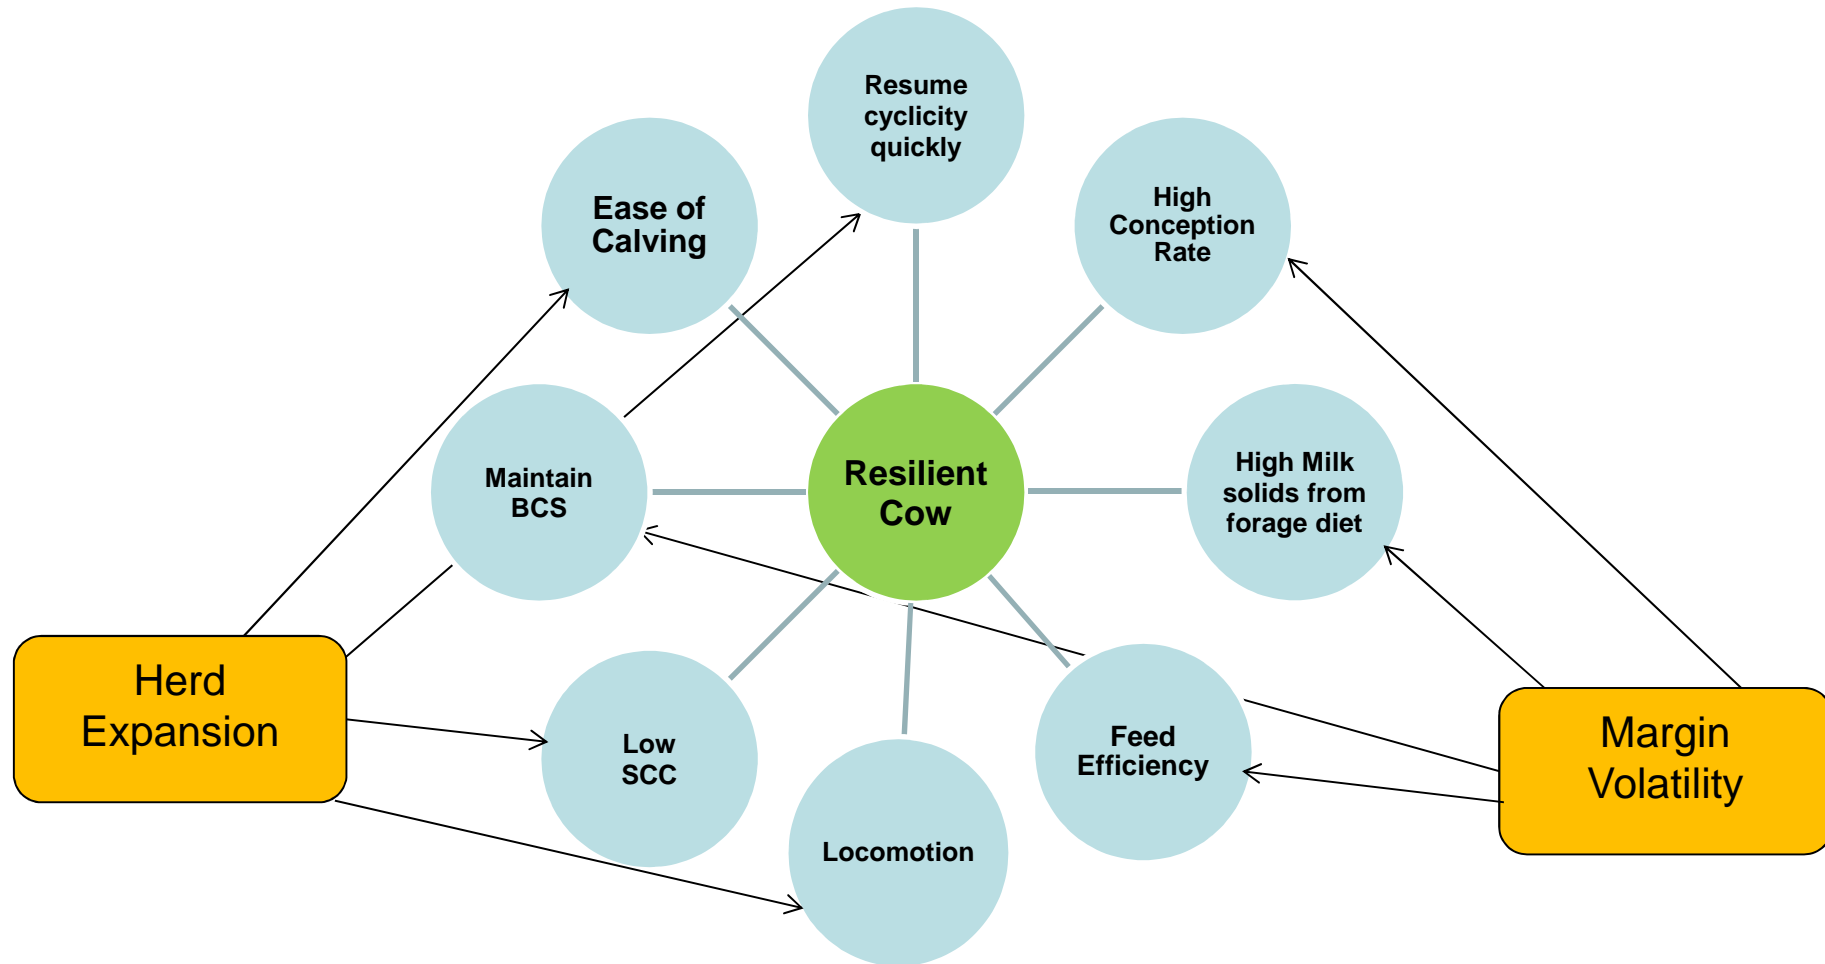 Resume
cyclicity
quickly
Ease of
Calving
High
Conception
Rate
Maintain
BCS
Resilient
Cow
High Milk
solids from
forage diet
Herd
Expansion
Low
SCC
Locomotion
Feed
Efficiency
Margin
Volatility